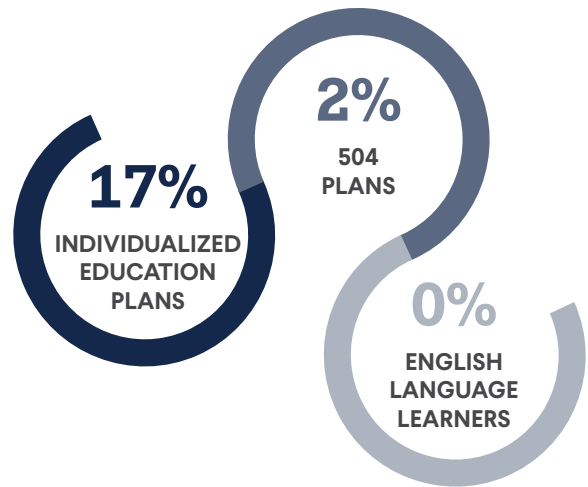 17%
INDIVIDUALIZED
EDUCATION
PLANS
2%
504
PLANS
0%
ENGLISH
LANGUAGE
LEARNERS